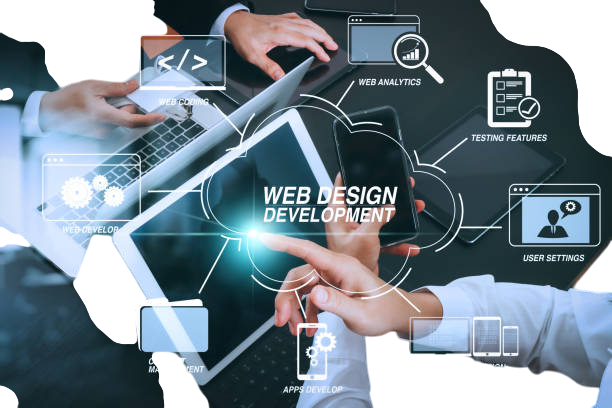 </>
WEB CODING
WEB ANALYTICS
TESTING FEATURES
WEB DESIGN
DEVELOPMENT
WEB DEVELOP
USER SETTINGS
APPS DEVELOP